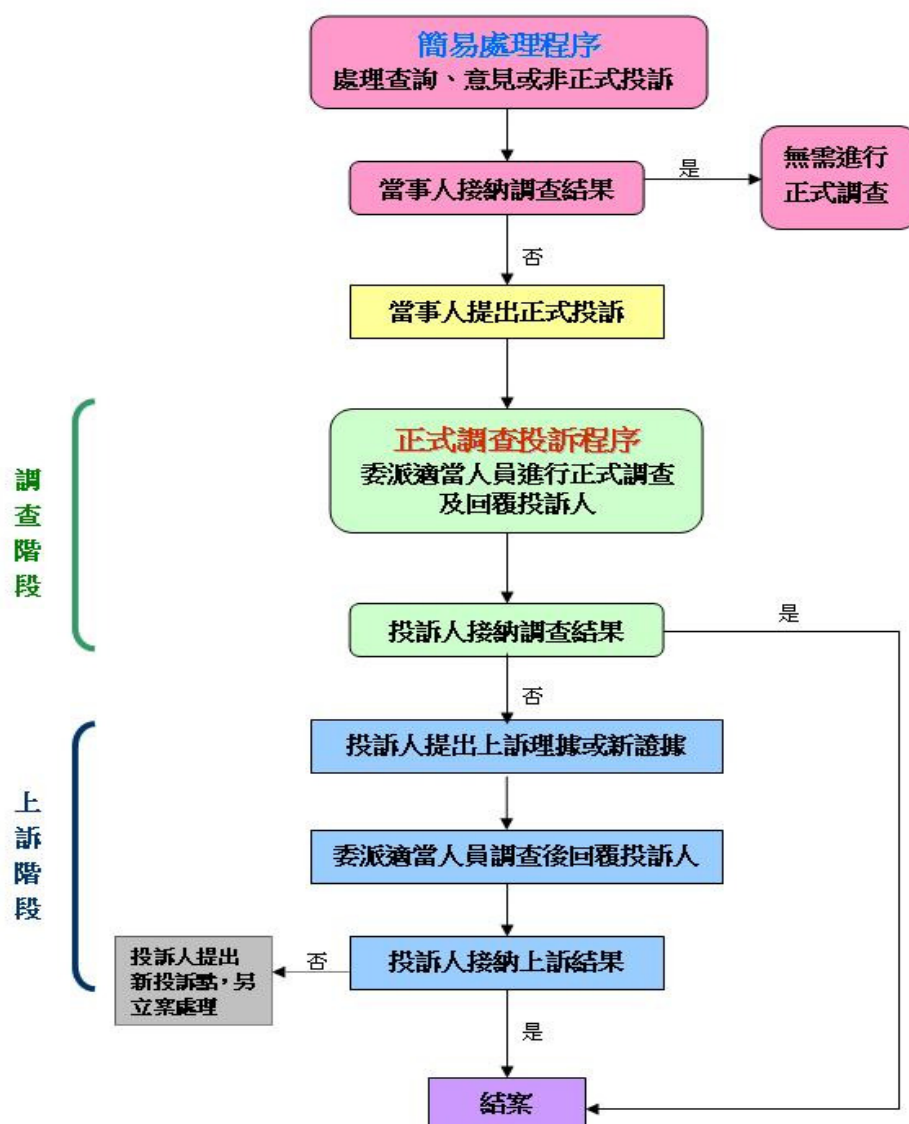 簡易處理程序
處理查詢、意見或非正式投訴
當事人接納調查結果
是
無需進行
正式調查
否
當事人提出正式投訴
調查階段
正式調查投訴程序
委派適當人員進行正式調查
及回覆投訴人
投訴人接納調查結果
是
否
上訴階段
投訴人提出上訴理據或新證據
委派適當人員調查後回覆投訴人
投訴人接納上訴結果
否
投訴人提出
新投訴點，另
立案處理
是
結案